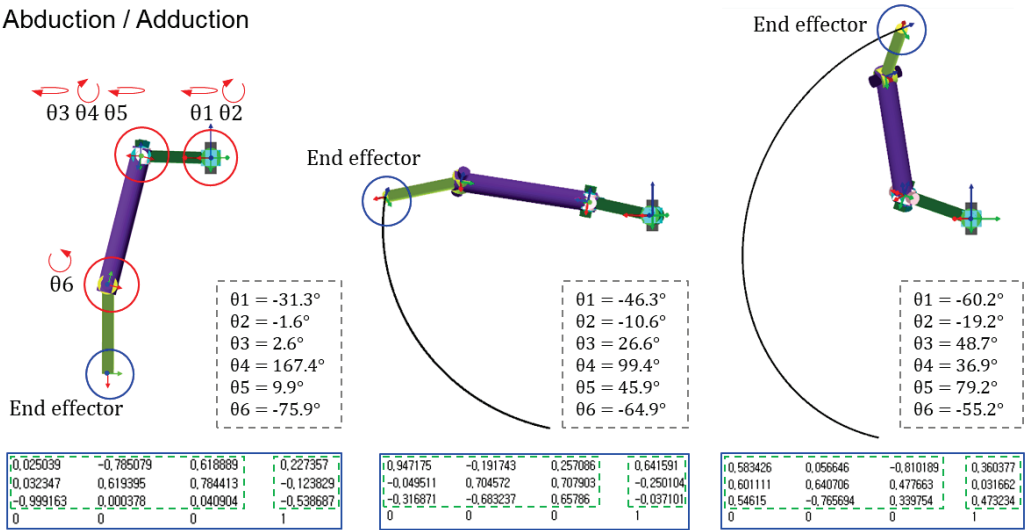 Abduction / Adduction
θ3 θ4 θ5
θ1 θ2
θ6
End effector
θ1 = -31.3°
θ2 = -1.6°
θ3 = 2.6°
θ4 = 167.4°
θ5 = 9.9°
θ6 = -75.9°
0,025039 -0,785079 0,618889 0,227357
0,032347 0,619395 0,784413 -0,123829
-0,999163 0,000378 0,040904 -0,538687
0 0 0 1
End effector
θ1 = -46.3°
θ2 = -10.6°
θ3 = 26.6°
θ4 = 99.4°
θ5 = 45.9°
θ6 = -64.9°
0,947175 -0,191743 0,257086 0,641591
-0,049511 0,704572 0,707903 -0,250104
-0,316871 -0,683237 0,65786 -0,037101
0 0 0 1
End effector
θ1 = -60.2°
θ2 = -19.2°
θ3 = 48.7°
θ4 = 36.9°
θ5 = 79.2°
θ6 = -55.2°
0,583426 0,056646 -0,810189 0,360377
0,601111 0,640706 0,477663 0,031662
0,54615 -0,765694 0,339754 0,473234
0 0 0 1